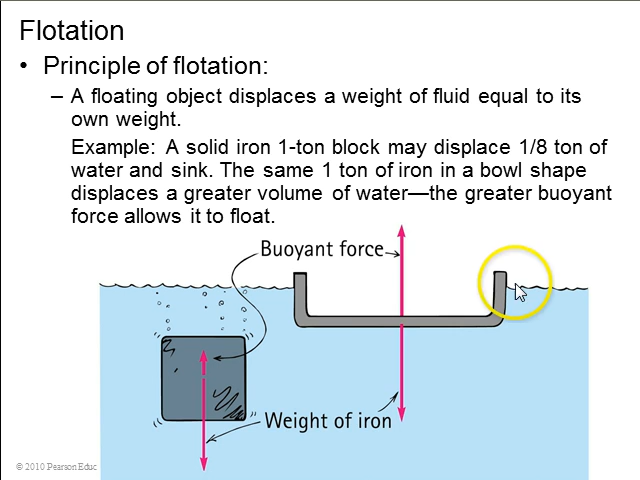 Flotation
• Principle of flotation:
– A floating object displaces a weight of fluid equal to its
own weight.
Example: A solid iron 1-ton block may displace 1/8 ton of
water and sink. The same 1 ton of iron in a bowl shape
displaces a greater volume of water—the greater buoyant
force allows it to float.
Buoyant force
Weight of iron
© 2010 Pearson Educ